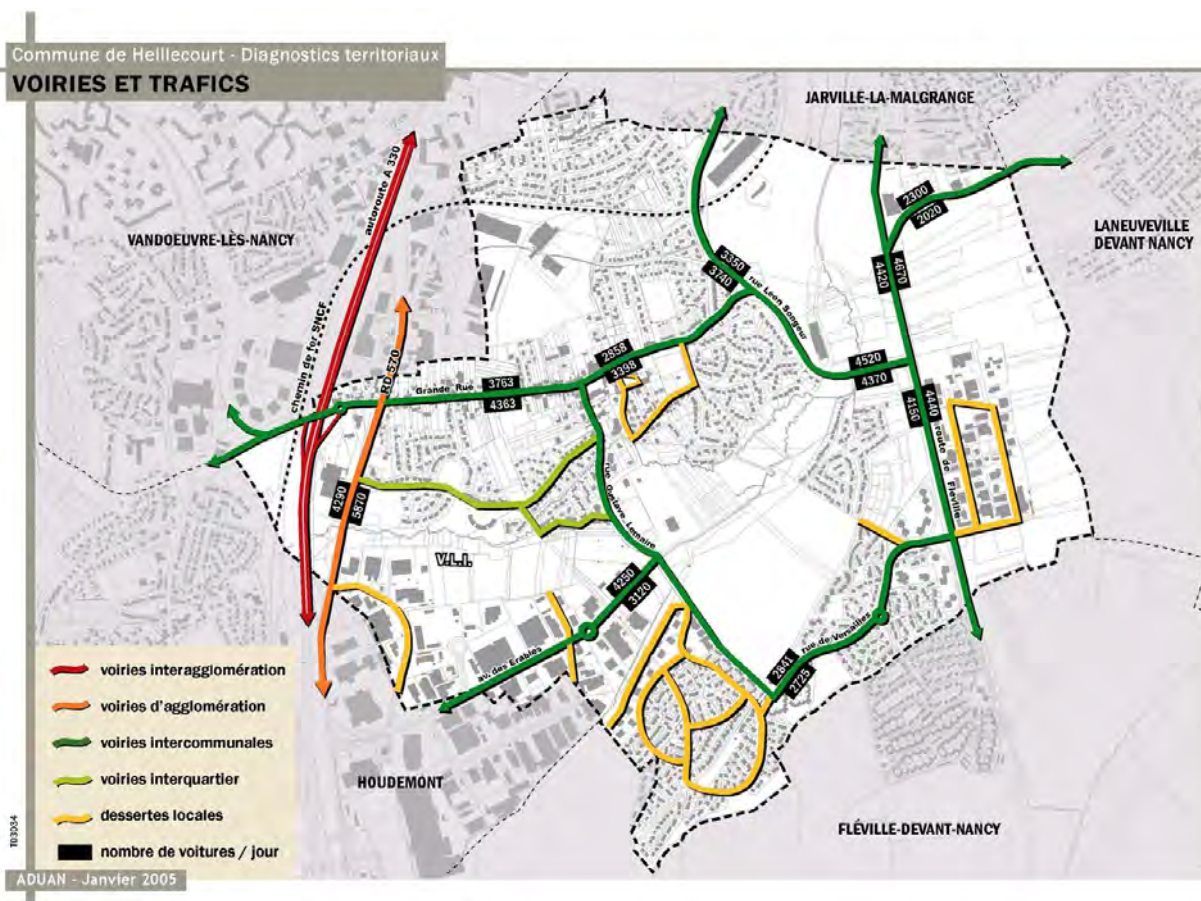 Commune de Heillecourt - Diagnostics territoriaux
VOIRIES ET TRAFICS
JARVILLE-LA-MALGRANGE
VANDOEUVRE-LÈS-NANCY
LANEUVEVILLE
DEVANT NANCY
autoroute A 330
chemin de fer SNCF
RD 570
2300
2020
4420
4670
3350
3740
rue Léon Songeur
2858
3398
Grande Rue
3763
4363
4520
4370
4150
4440
route de Fléville
4290
5870
rue Gustave Lemaire
V.L.I.
4250
3120
av. des Erables
2841
2725
rue de Versailles
HOUDEMONT
FLÉVILLE-DEVANT-NANCY
voiries interagglomération
voiries d'agglomération
voiries intercommunales
voiries interquartier
dessertes locales
nombre de voitures / jour
T03034
ADUAN - Janvier 2005